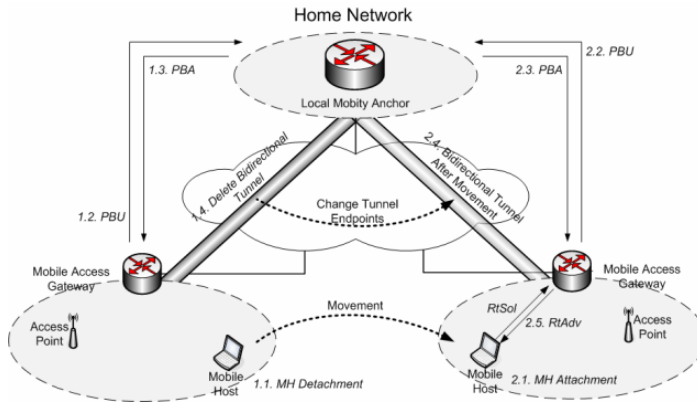 Home Network
1.3. PBA
2.3. PBA
2.2. PBU
Local Mobity Anchor
1.4. Delete Bidirectional
Tunnel
2.4. Bidirectional Tunnel
After Movement
Change Tunnel
Endpoints
1.2. PBU
Mobile Access
Gateway
Mobile Access
Gateway
Access
Point
Movement
RtSol
2.5. RtAdv
Access
Point
Mobile
Host
1.1. MH Detachment
Mobile
Host
2.1. MH Attachment